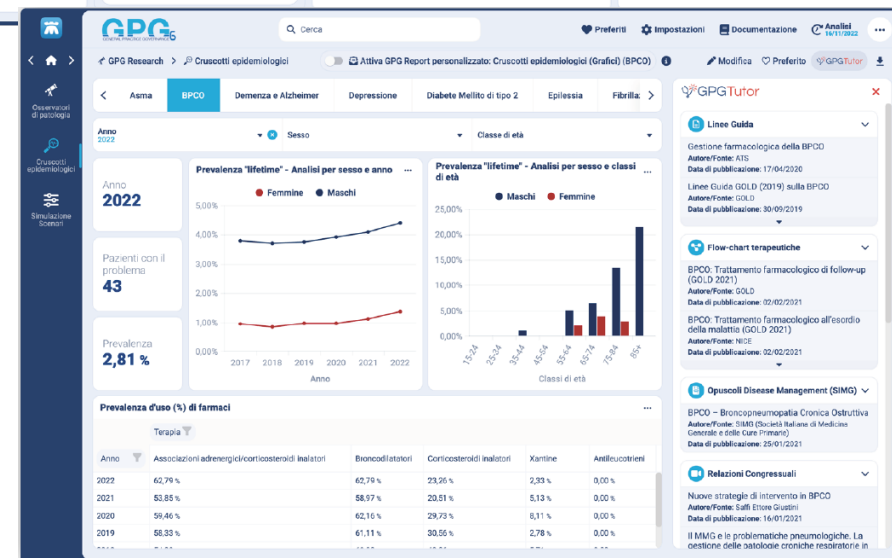 GPG6
GENERAL PRACTICE GOVERNANCE
Cerca
Preferiti
Impostazioni
Documentazione
Analisi
16/11/2022
GPG Research
Cruscotti epidemiologici
Attiva GPG Report personalizzato: Cruscotti epidemiologici (Grafici) (BPCO)
Modifica
Preferito
GPGTutor
Osservatori
di patologia
Cruscotti
epidemiologici
Simulazione
Scenari
Asma
BPCO
Demenza e Alzheimer
Depressione
Diabete Mellito di tipo 2
Epilessia
Fibrilla
Anno
2022
Sesso
Classe di età
Anno
2022
Pazienti con il
problema
43
Prevalenza
2,81 %
Prevalenza "lifetime" - Analisi per sesso e anno
Femmine Maschi
5,00%
4,00%
3,00%
2,00%
1,00%
0,00%
2017 2018 2019 2020 2021 2022
Anno
Prevalenza "lifetime" - Analisi per sesso e classi
di età
Maschi Femmine
25,00%
20,00%
15,00%
10,00%
5,00%
0,00%
15-24 25-34 35-44 45-54 55-64 65-74 75-84 85+
Classi di età
Prevalenza d'uso (%) di farmaci
Terapia
Anno Associazioni adrenergici/corticosteroidi inalatori Broncodilatatori Corticosteroidi inalatori Xantine Antileucotrieni
2022 62,79 % 62,79 % 23,26 % 2,33 % 0,00 %
2021 53,85 % 58,97 % 20,51 % 5,13 % 0,00 %
2020 59,46 % 62,16 % 29,73 % 8,11 % 0,00 %
2019 58,33 % 61,11 % 30,56 % 2,78 % 0,00 %
GPGTutor
Linee Guida
Gestione farmacologica della BPCO
Autore/Fonte: ATS
Data di pubblicazione: 17/04/2020
Linee Guida GOLD (2019) sulla BPCO
Autore/Fonte: GOLD
Data di pubblicazione: 30/09/2019
Flow-chart terapeutiche
BPCO: Trattamento farmacologico di follow-up
(GOLD 2021)
Autore/Fonte: GOLD
Data di pubblicazione: 02/02/2021
BPCO: Trattamento farmacologico all'esordio
della malattia (GOLD 2021)
Autore/Fonte: NICE
Data di pubblicazione: 02/02/2021
Opuscoli Disease Management (SIMG)
BPCO – Broncopneumopatia Cronica Ostruttiva
Autore/Fonte: SIMG (Società Italiana di Medicina
Generale e delle Cure Primarie)
Data di pubblicazione: 25/01/2021
Relazioni Congressuali
Nuove strategie di intervento in BPCO
Autore/Fonte: Saffi Ettore Giustini
Data di pubblicazione: 16/01/2021
Il MMG e le problematiche pneumologiche. La
gestione delle patologie croniche respiratorie in